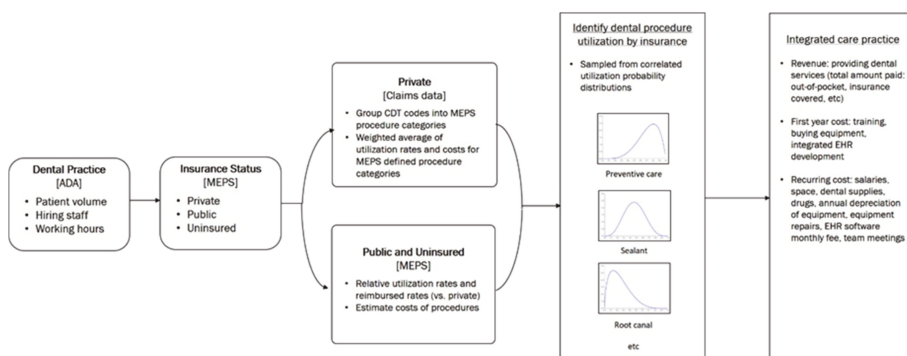 Dental Practice
[ADA]
• Patient volume
• Hiring staff
• Working hours
Insurance Status
[MEPS]
• Private
• Public
• Uninsured
Private
[Claims data]
• Group CDT codes into MEPS
procedure categories
• Weighted average of
utilization rates and costs for
MEPS defined procedure
categories
Public and Uninsured
[MEPS]
• Relative utilization rates and
reimbursed rates (vs. private)
• Estimate costs of procedures
Identify dental procedure
utilization by insurance
• Sampled from correlated
utilization probability
distributions
Preventive care
Sealant
Root canal
etc
Integrated care practice
• Revenue: providing dental
services (total amount paid:
out-of-pocket, insurance
covered, etc)
• First year cost: training,
buying equipment,
integrated EHR
development
• Recurring cost: salaries,
space, dental supplies,
drugs, annual depreciation
of equipment, equipment
repairs, EHR software
monthly fee, team meetings